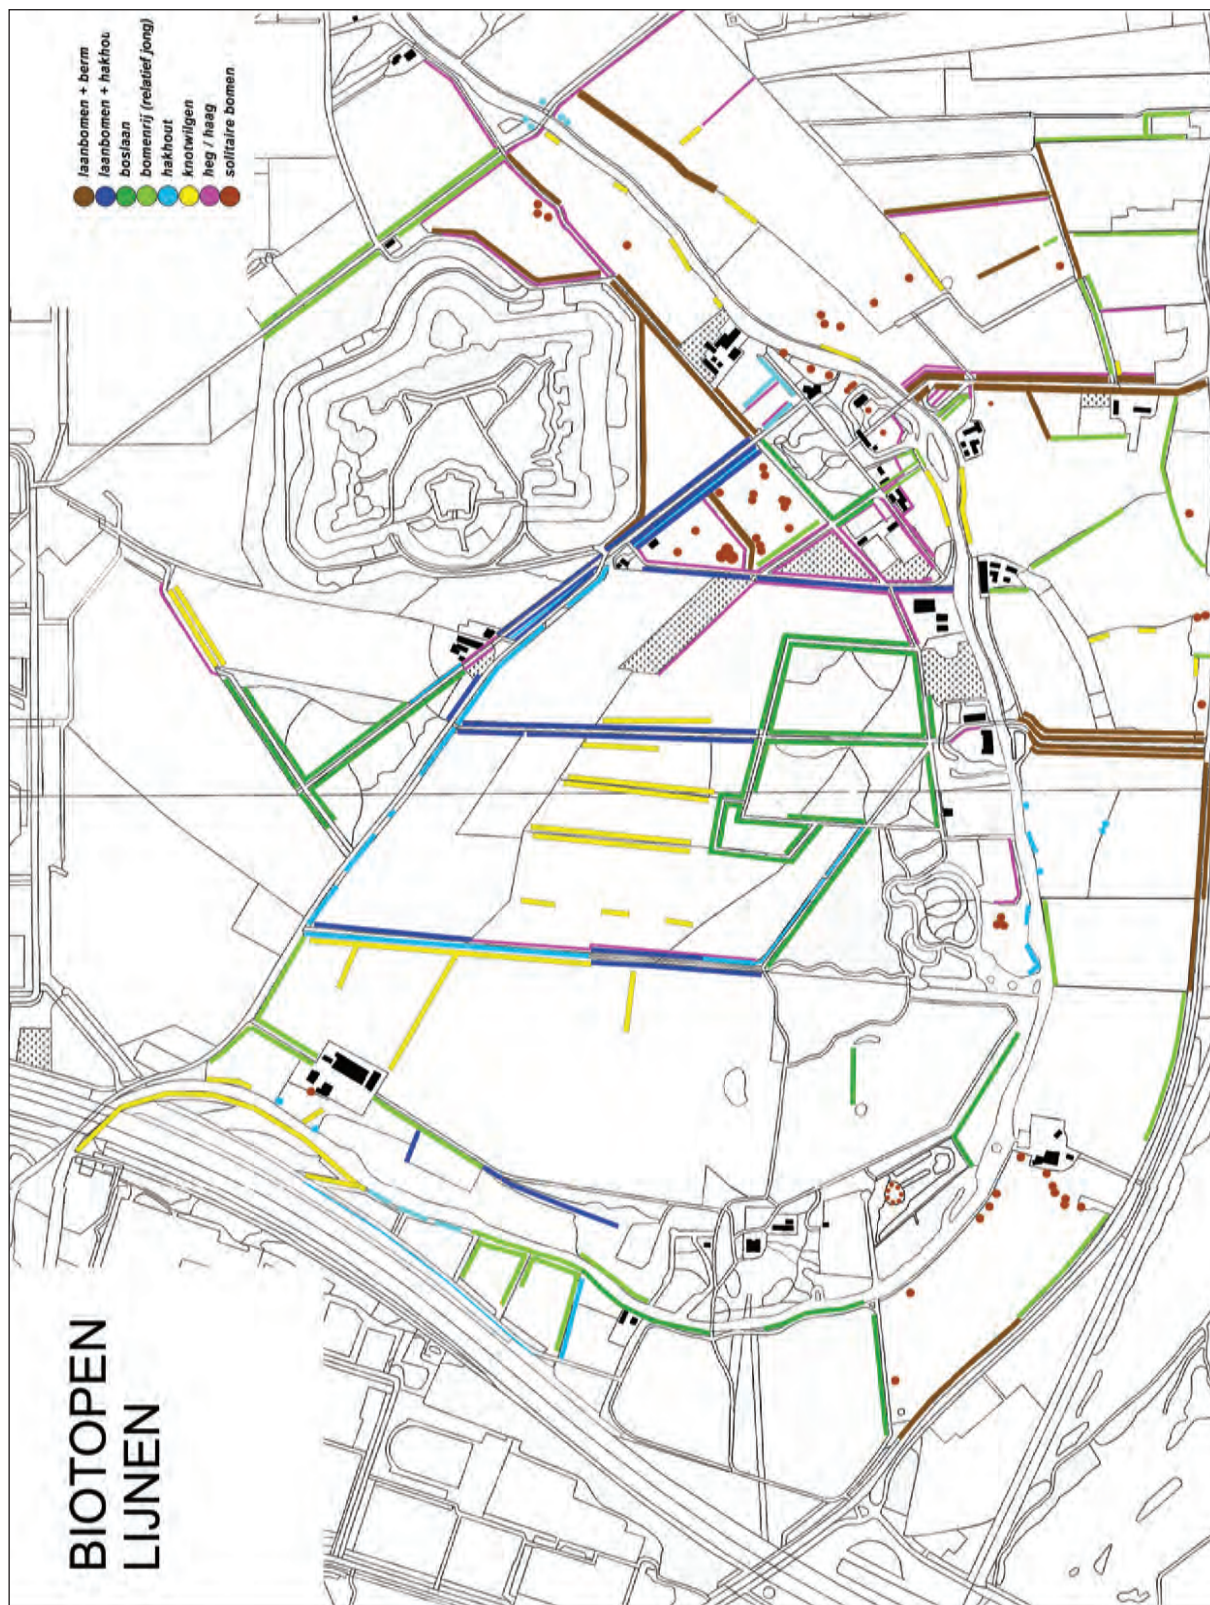 BIOTOPEN
LIJNEN
laanbomen + berm
laanbomen + hakhou
boslaan
bomenrij (relatief jong)
hakhout
knotwilgen
heg / haag
solitaire bomen